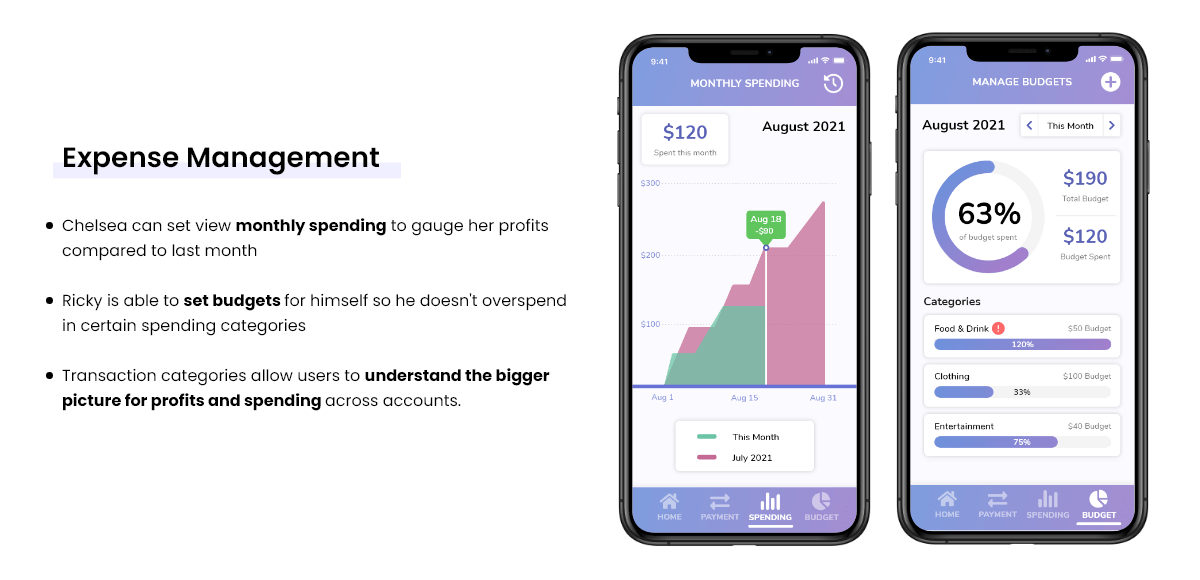 Expense Management
Chelsea can set view monthly spending to gauge her profits
compared to last month
Ricky is able to set budgets for himself so he doesn't overspend
in certain spending categories
Transaction categories allow users to understand the bigger
picture for profits and spending across accounts.
9:41
MONTHLY SPENDING
$120
Spent this month
August 2021
$300
Aug 18
-$90
$200
$100
Aug 1 Aug 15 Aug 31
This Month
July 2021
HOME PAYMENT SPENDING BUDGET
9:41
MANAGE BUDGETS
August 2021
This Month
63%
of budget spent
$190
Total Budget
$120
Budget Spent
Categories
Food & Drink ! $50 Budget
120%
Clothing $100 Budget
33%
Entertainment $40 Budget
75%
HOME PAYMENT SPENDING BUDGET